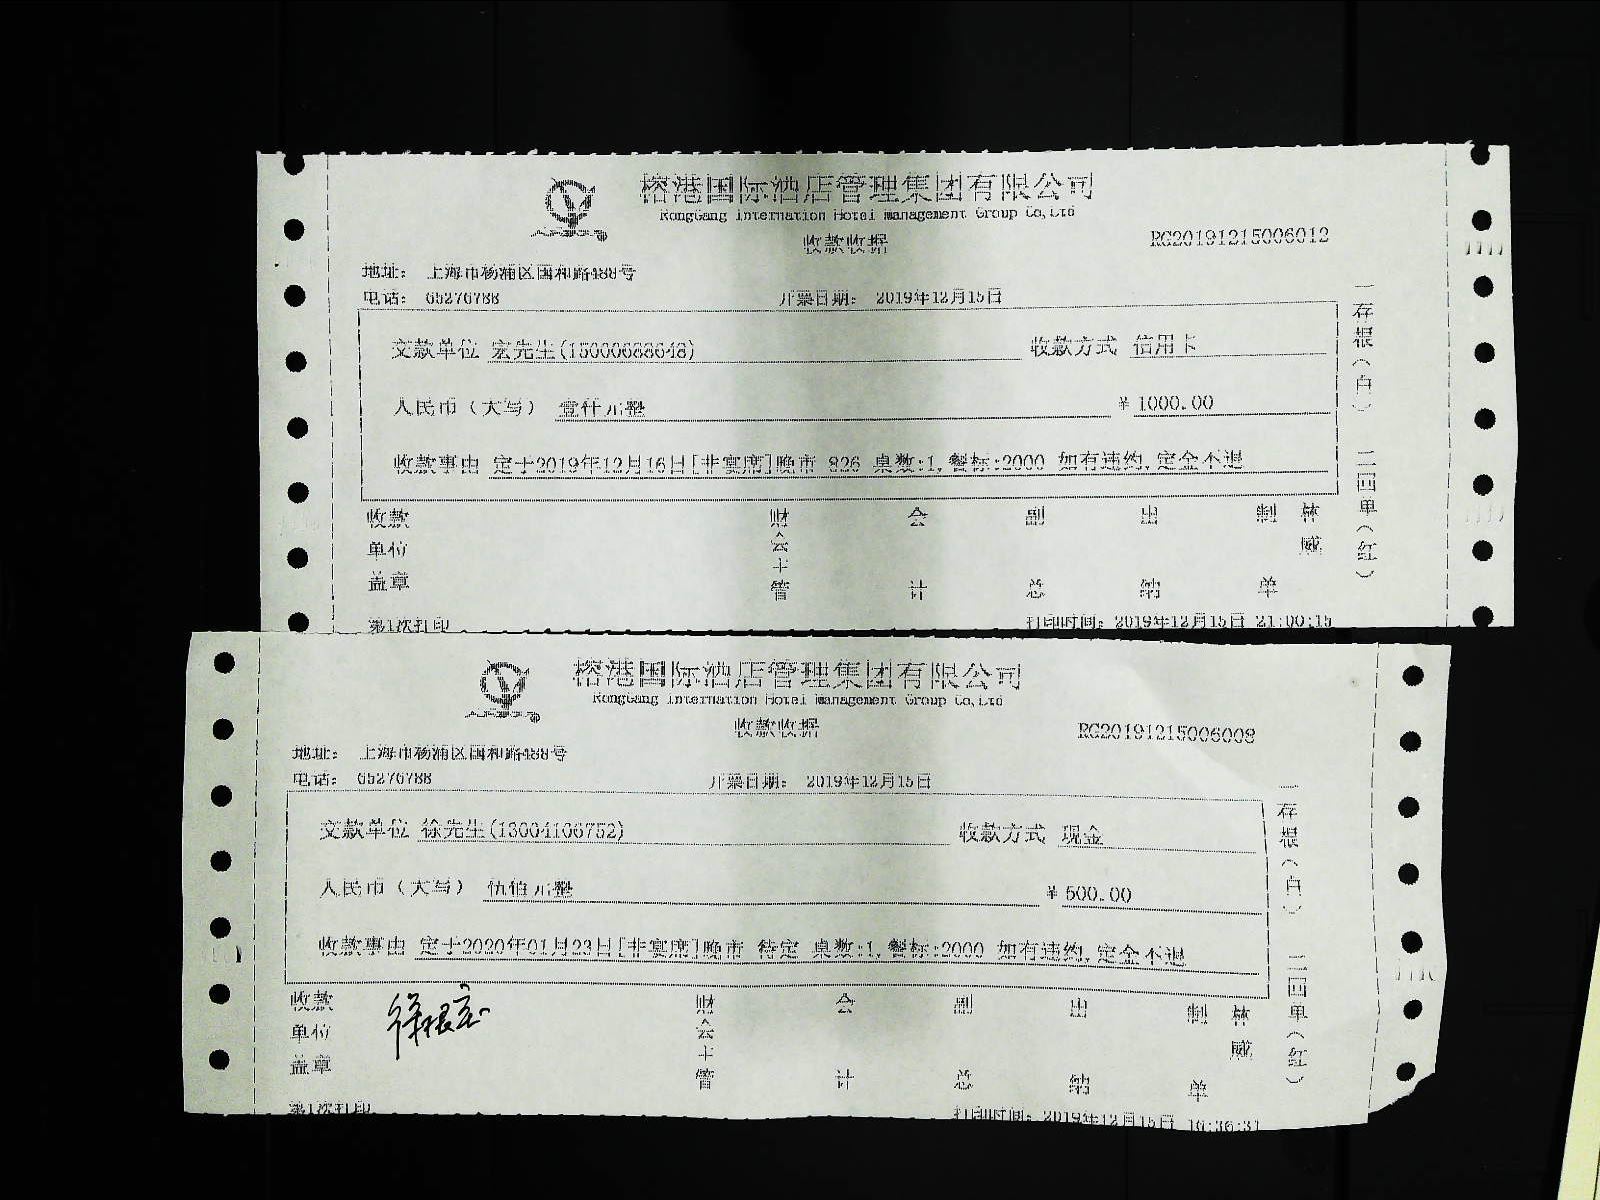 榕港国际酒店管理集团有限公司
RongGang Internation Hotel management Group Co,Ltd
收款收据
RG20191215006012
地址: 上海市杨浦区国和路488号
电话: 65276788 开票日期: 2019年12月15日
交款单位 宏先生(15000688648) 收款方式 信用卡
人民币（大写） 壹仟元整 ¥ 1000.00
收款事由 定于2019年12月16日[非宴席]晚市 826 桌数:1,餐标:2000 如有违约,定金不退
一存根（白） 二回单（红）
收款单位盖章 财会主管 会计 副总 出纳 制单 林威
第1次打印 打印时间: 2019年12月15日 21:00:15
榕港国际酒店管理集团有限公司
RongGang Internation Hotel management Group Co,Ltd
收款收据
RG20191215006008
地址: 上海市杨浦区国和路488号
电话: 65276788 开票日期: 2019年12月15日
交款单位 徐先生(13004106752) 收款方式 现金
人民币（大写） 伍佰元整 ¥ 500.00
收款事由 定于2020年01月23日[非宴席]晚市 待定 桌数:1,餐标:2000 如有违约,定金不退
一存根（白） 二回单（红）
收款单位盖章 财会主管 会计 副总 出纳 制单 林威
第1次打印 打印时间: 2019年12月15日 16:36:31